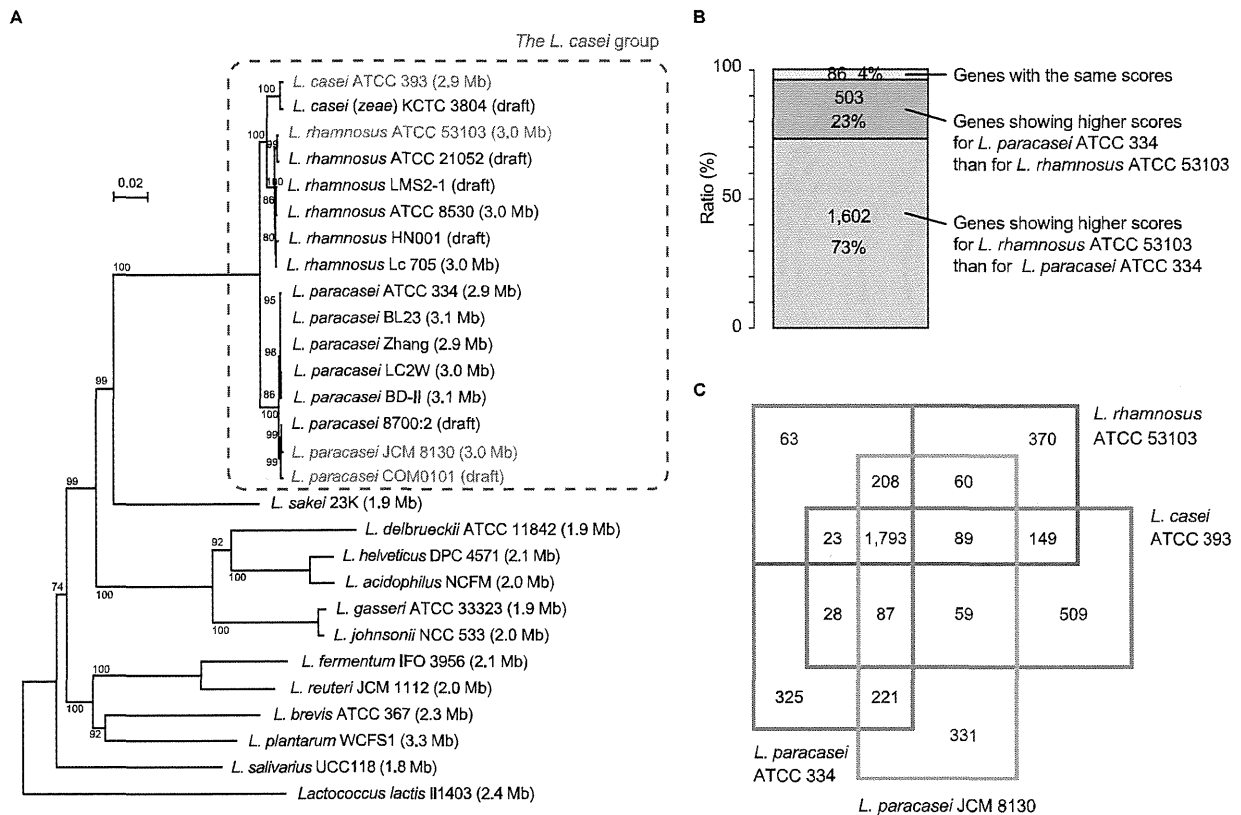 A
The L. casei group
L. casei ATCC 393 (2.9 Mb)
100
L. casei (zeae) KCTC 3804 (draft)
100
L. rhamnosus ATCC 53103 (3.0 Mb)
99
L. rhamnosus ATCC 21052 (draft)
0.02
100
L. rhamnosus LMS2-1 (draft)
86
L. rhamnosus ATCC 8530 (3.0 Mb)
80
L. rhamnosus HN001 (draft)
100
L. rhamnosus Lc 705 (3.0 Mb)
95
L. paracasei ATCC 334 (2.9 Mb)
L. paracasei BL23 (3.1 Mb)
98
L. paracasei Zhang (2.9 Mb)
L. paracasei LC2W (3.0 Mb)
99
86
L. paracasei BD-II (3.1 Mb)
100
L. paracasei 8700:2 (draft)
99
L. paracasei JCM 8130 (3.0 Mb)
99
L. paracasei COM0101 (draft)
99
L. sakei 23K (1.9 Mb)
L. delbrueckii ATCC 11842 (1.9 Mb)
92
L. helveticus DPC 4571 (2.1 Mb)
100
74
L. acidophilus NCFM (2.0 Mb)
100
L. gasseri ATCC 33323 (1.9 Mb)
100
L. johnsonii NCC 533 (2.0 Mb)
L. fermentum IFO 3956 (2.1 Mb)
100
L. reuteri JCM 1112 (2.0 Mb)
100
L. brevis ATCC 367 (2.3 Mb)
92
L. plantarum WCFS1 (3.3 Mb)
L. salivarius UCC118 (1.8 Mb)
Lactococcus lactis Il1403 (2.4 Mb)
B
Ratio (%)
100
50
0
86 4%
503
23%
1,602
73%
Genes with the same scores
Genes showing higher scores
for L. paracasei ATCC 334
than for L. rhamnosus ATCC 53103
Genes showing higher scores
for L. rhamnosus ATCC 53103
than for L. paracasei ATCC 334
C
63
370
L. rhamnosus
ATCC 53103
208
60
23
1,793
89
149
L. casei
ATCC 393
28
87
59
509
325
221
331
L. paracasei
ATCC 334
L. paracasei JCM 8130